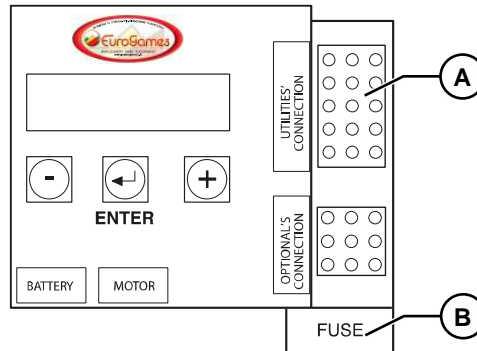 EuroGames
A
UTILITIES'
CONNECTION
-
+
ENTER
OPTIONAL'S
CONNECTION
BATTERY
MOTOR
FUSE
B